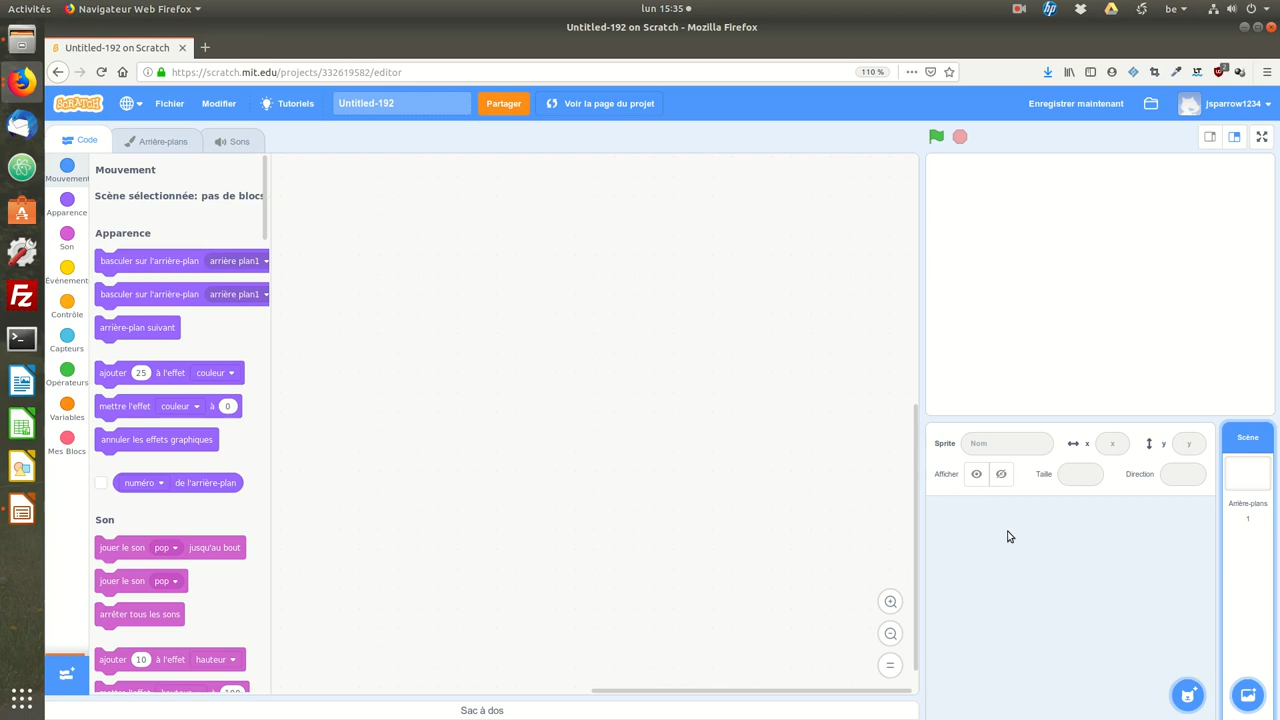 Activités
Navigateur Web Firefox
lun 15:35
be
Untitled-192 on Scratch - Mozilla Firefox
Untitled-192 on Scratch
https://scratch.mit.edu/projects/332619582/editor
110 %
SCRATCH
Fichier
Modifier
Tutoriels
Untitled-192
Partager
Voir la page du projet
Enregistrer maintenant
jsparrow1234
Code
Arrière-plans
Sons
Mouvement
Apparence
Son
Événement
Contrôle
Capteurs
Opérateurs
Variables
Mes Blocs
Mouvement
Scène sélectionnée: pas de blocs
Apparence
basculer sur l'arrière-plan arrière plan1
basculer sur l'arrière-plan arrière plan1
arrière-plan suivant
ajouter 25 à l'effet couleur
mettre l'effet couleur à 0
annuler les effets graphiques
numéro de l'arrière-plan
Son
jouer le son pop jusqu'au bout
jouer le son pop
arrêter tous les sons
ajouter 10 à l'effet hauteur
mettre l'effet hauteur à 100
Sprite Nom x x y y
Afficher Taille Direction
Scène
Arrière-plans
1
Sac à dos